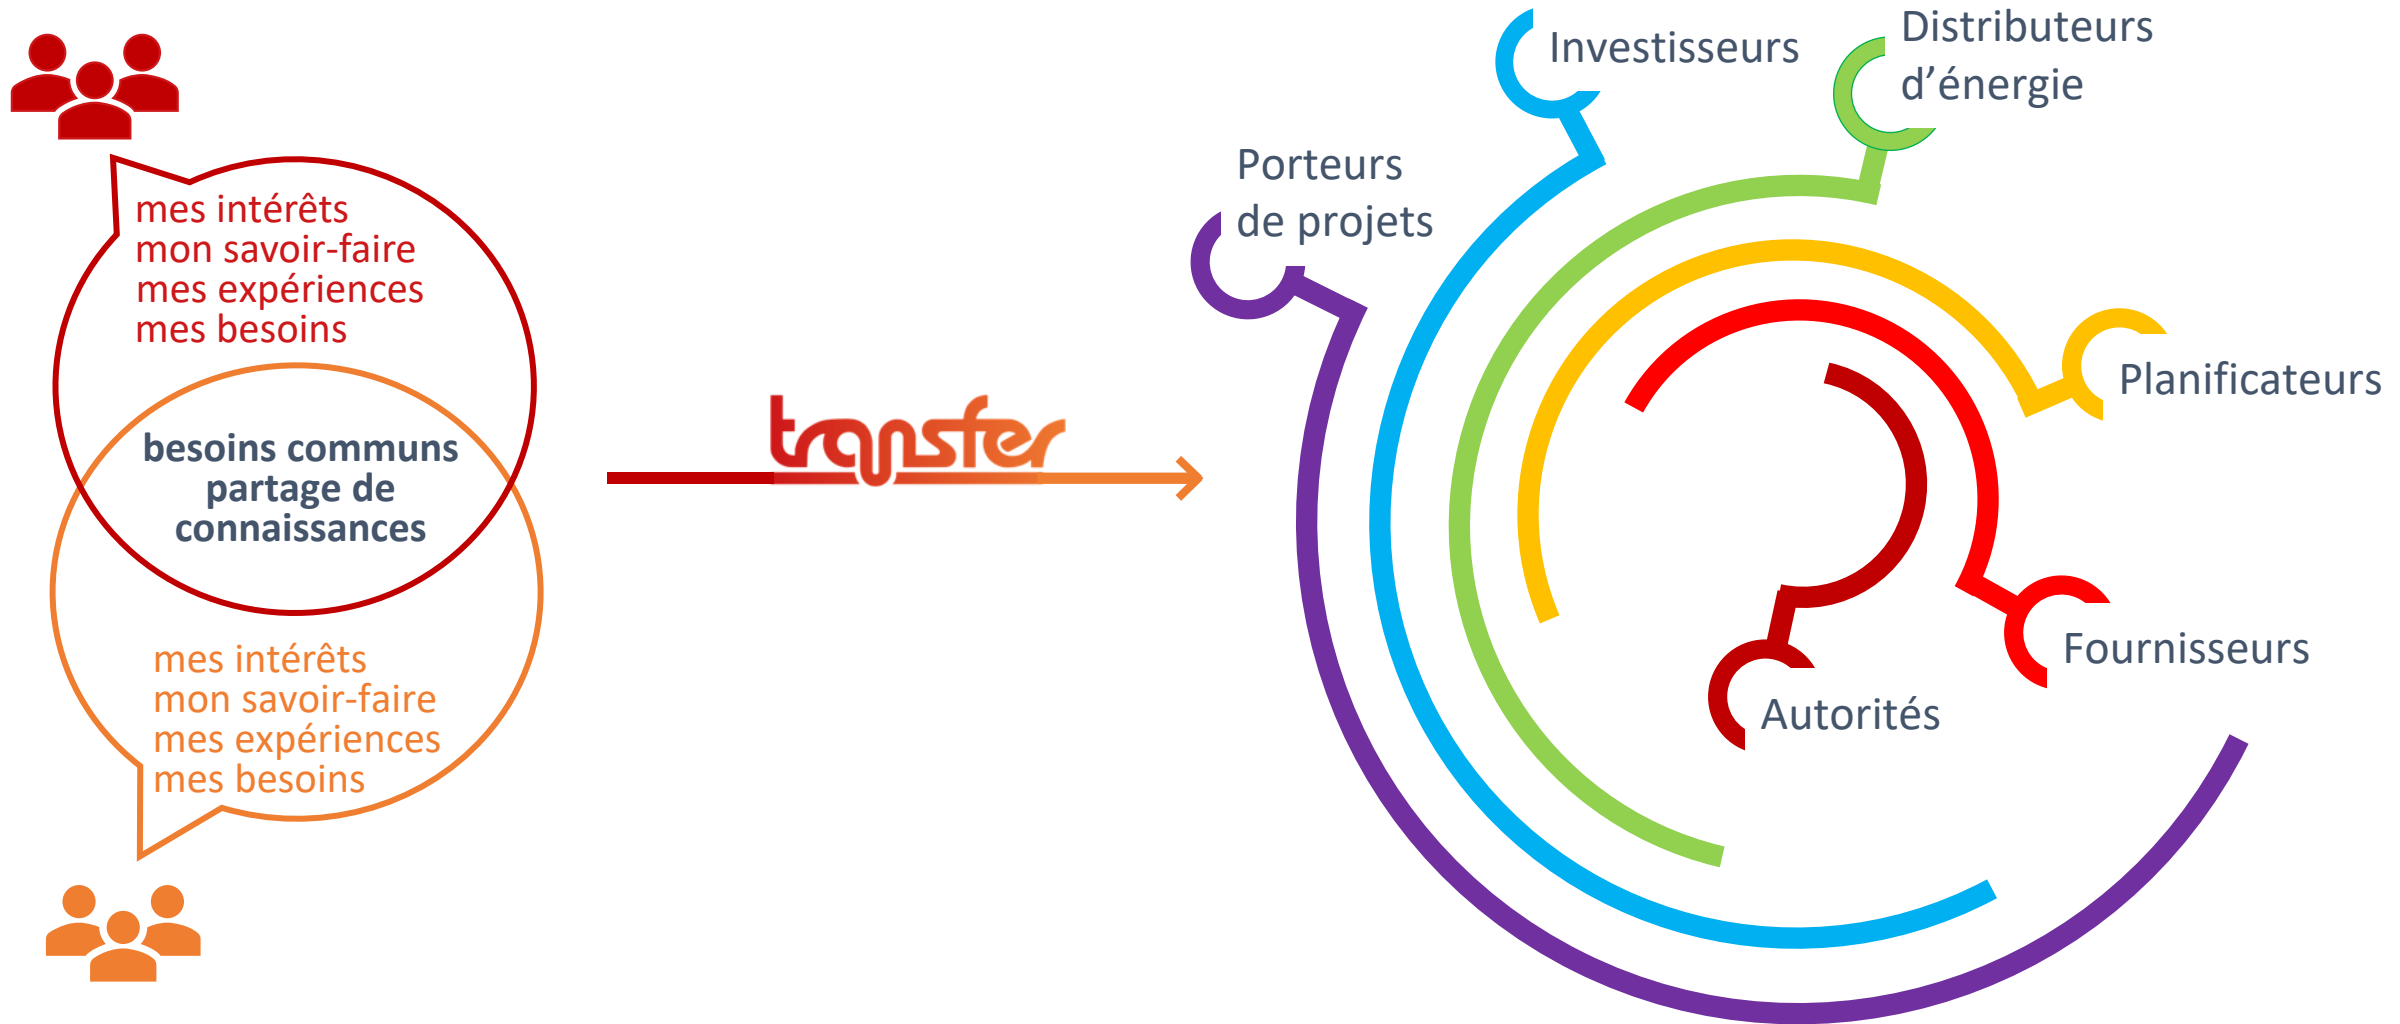 mes intérêts
mon savoir-faire
mes expériences
mes besoins
besoins communs
partage de
connaissances
mes intérêts
mon savoir-faire
mes expériences
mes besoins
transfer
Investisseurs
Distributeurs
d’énergie
Porteurs
de projets
Planificateurs
Fournisseurs
Autorités